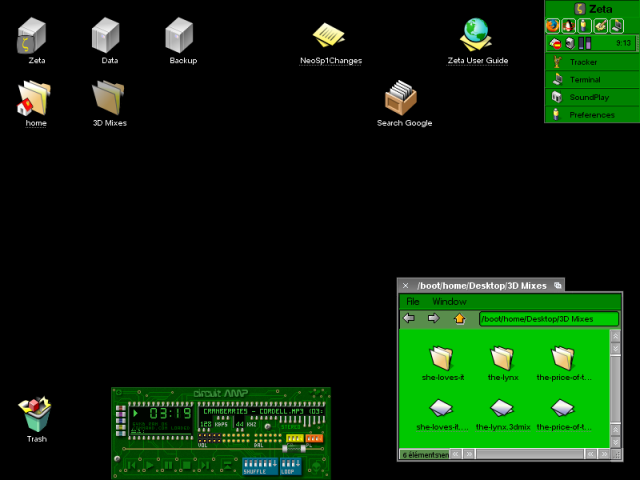 Zeta
Data
Backup
NeoSp1Changes
Zeta User Guide
Zeta
9:13
Tracker
Terminal
SoundPlay
Preferences
home
3D Mixes
Search Google
/boot/home/Desktop/3D Mixes
File Window
/boot/home/Desktop/3D Mixes
she-loves-it
the-lynx
the-price-of-t...
she-loves-it....
the-lynx.3dmix
the-price-of-t...
6 élémentsnen
Trash
circuit AMP
03:19
CRANBERRIES - CORDELL.MP3 (03:
128 KBPS 44 KHZ
STEREO
VOL BAL
EQ PL
SHUFFLE LOOP